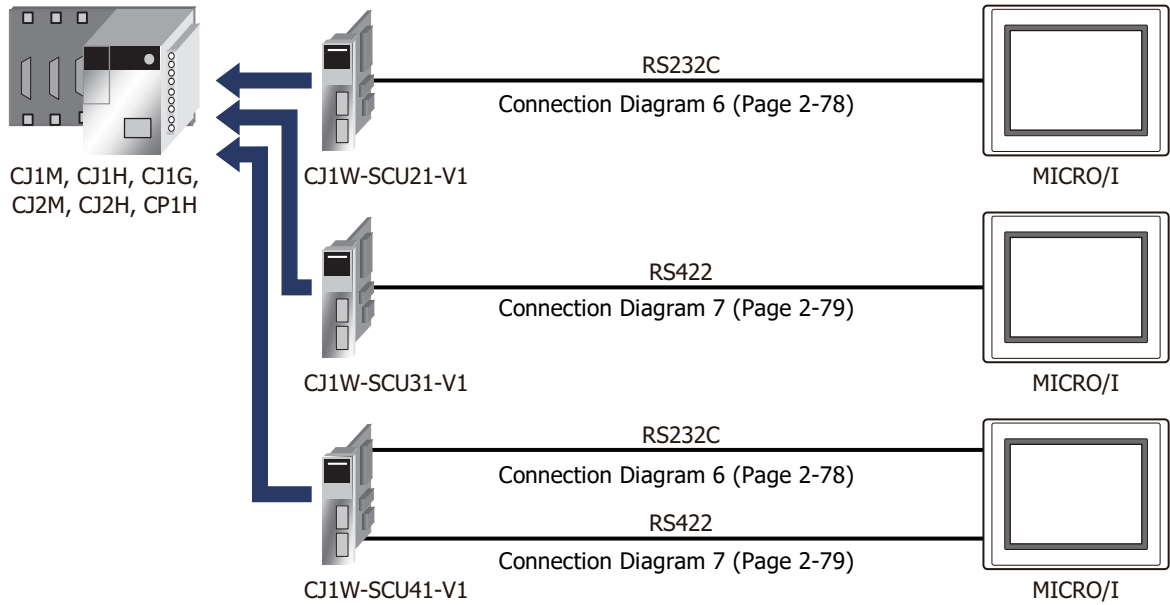 RS232C
Connection Diagram 6 (Page 2-78)
CJ1M, CJ1H, CJ1G,
CJ2M, CJ2H, CP1H
CJ1W-SCU21-V1
MICRO/I
RS422
Connection Diagram 7 (Page 2-79)
CJ1W-SCU31-V1
MICRO/I
RS232C
Connection Diagram 6 (Page 2-78)
RS422
Connection Diagram 7 (Page 2-79)
CJ1W-SCU41-V1
MICRO/I